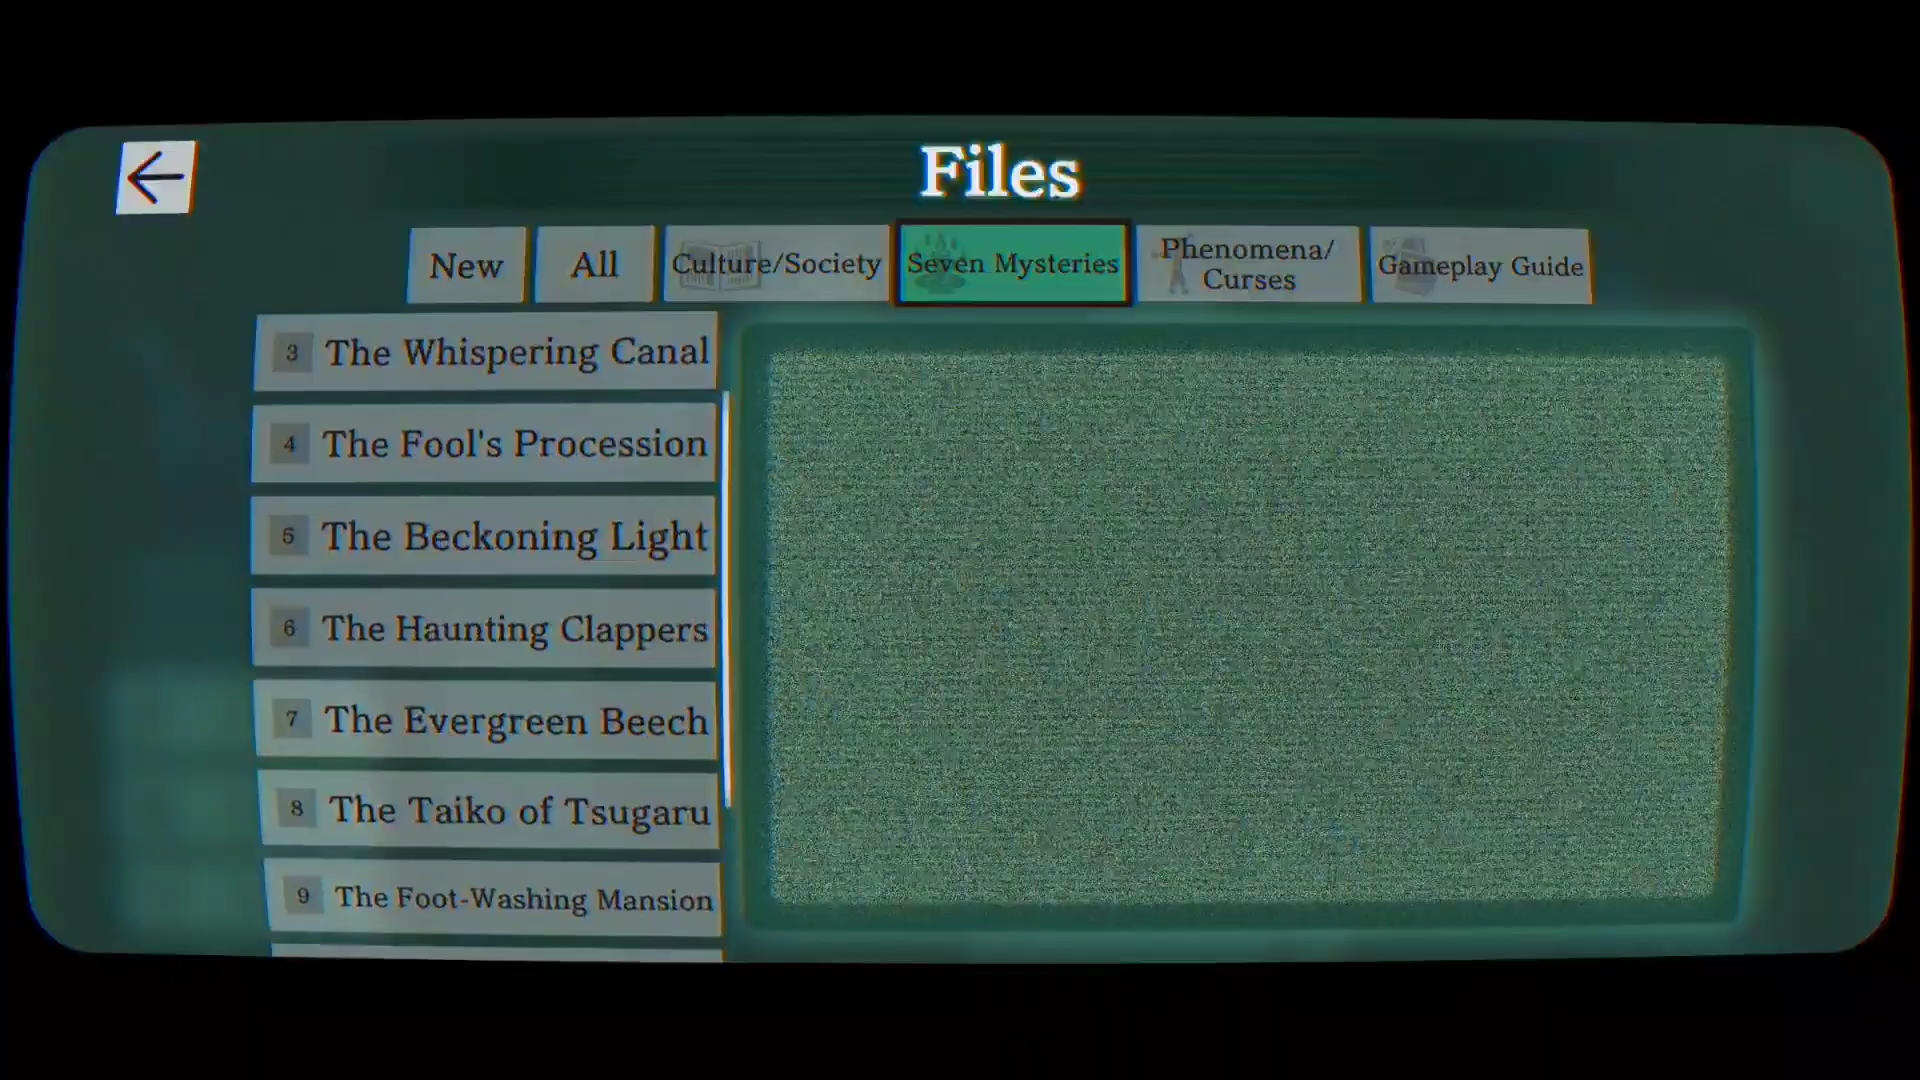 Files
New
All
Culture/Society
Seven Mysteries
Phenomena/
Curses
Gameplay Guide
3 The Whispering Canal
4 The Fool's Procession
5 The Beckoning Light
6 The Haunting Clappers
7 The Evergreen Beech
8 The Taiko of Tsugaru
9 The Foot-Washing Mansion